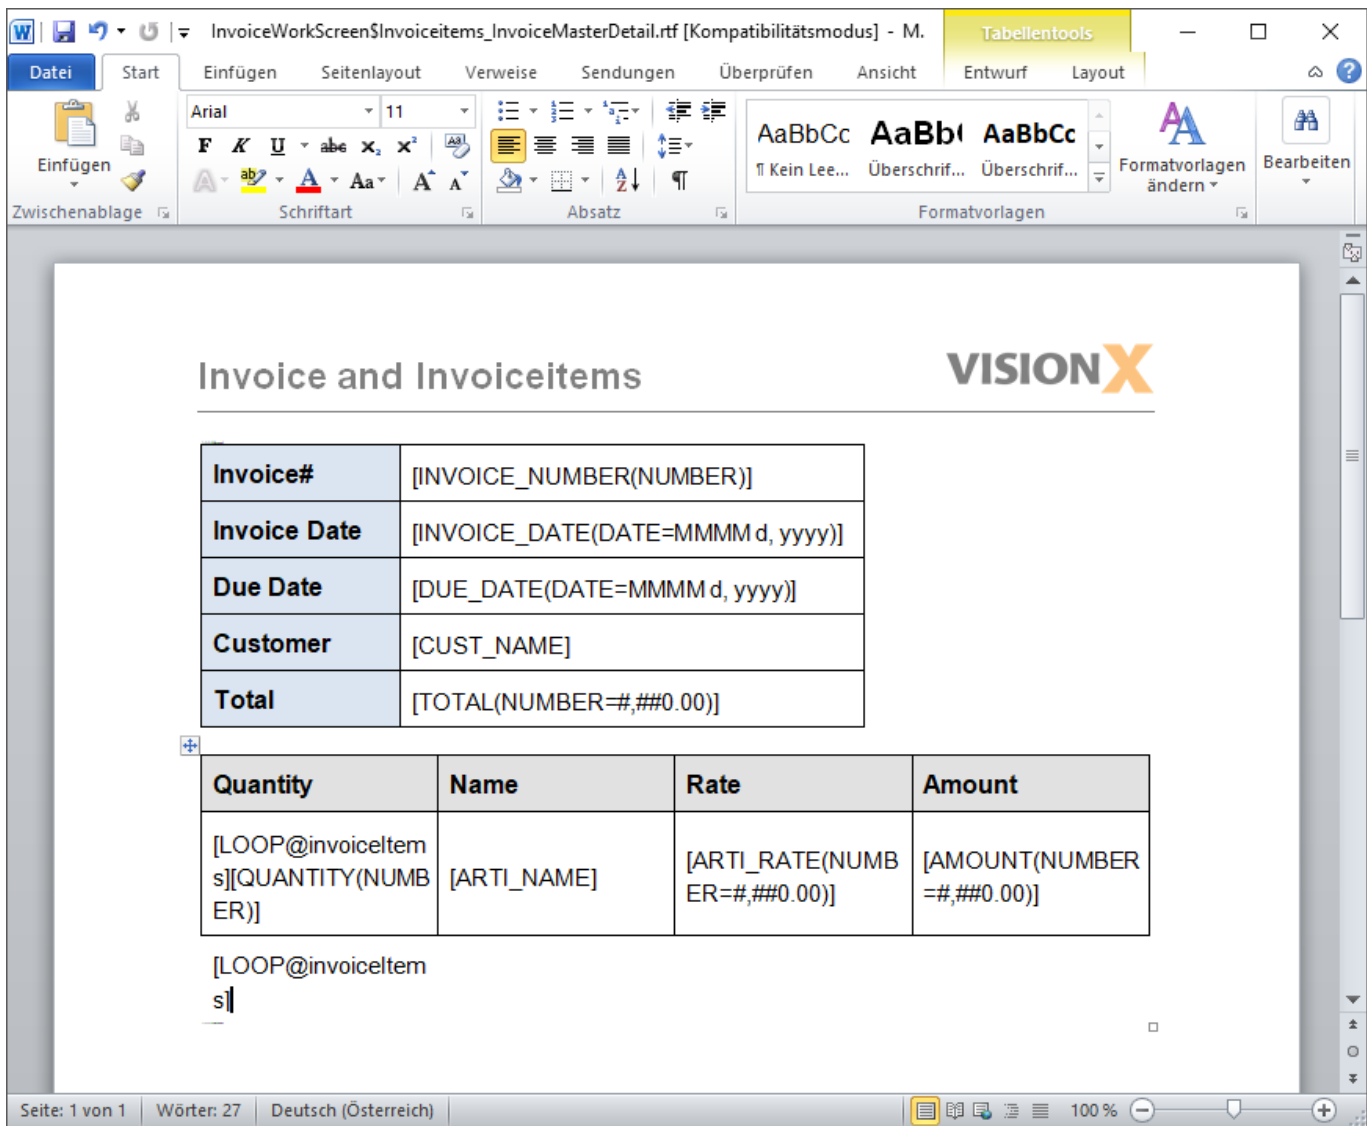 InvoiceWorkScreen$Invoiceitems_InvoiceMasterDetail.rtf [Kompatibilitätsmodus] - M. Tabellentools
Datei Start Einfügen Seitenlayout Verweise Sendungen Überprüfen Ansicht Entwurf Layout
Arial 11
AaBbCc AaBb AaBbCc
F K U abc x₂ x² Aa A A
Einfügen ¶ Kein Lee... Überschrif... Überschrif... Formatvorlagen ändern Bearbeiten
Zwischenablage Schriftart Absatz Formatvorlagen
Invoice and Invoiceitems VISIONX
Invoice# [INVOICE_NUMBER(NUMBER)]
Invoice Date [INVOICE_DATE(DATE=MMMM d, yyyy)]
Due Date [DUE_DATE(DATE=MMMM d, yyyy)]
Customer [CUST_NAME]
Total [TOTAL(NUMBER=#,##0.00)]
Quantity Name Rate Amount
[LOOP@invoiceItem
s][QUANTITY(NUMB
ER)]
[ARTI_NAME]
[ARTI_RATE(NUMB
ER=#,##0.00)]
[AMOUNT(NUMBER
=#,##0.00)]
[LOOP@invoiceItem
s]
Seite: 1 von 1 Wörter: 27 Deutsch (Österreich) 100 %